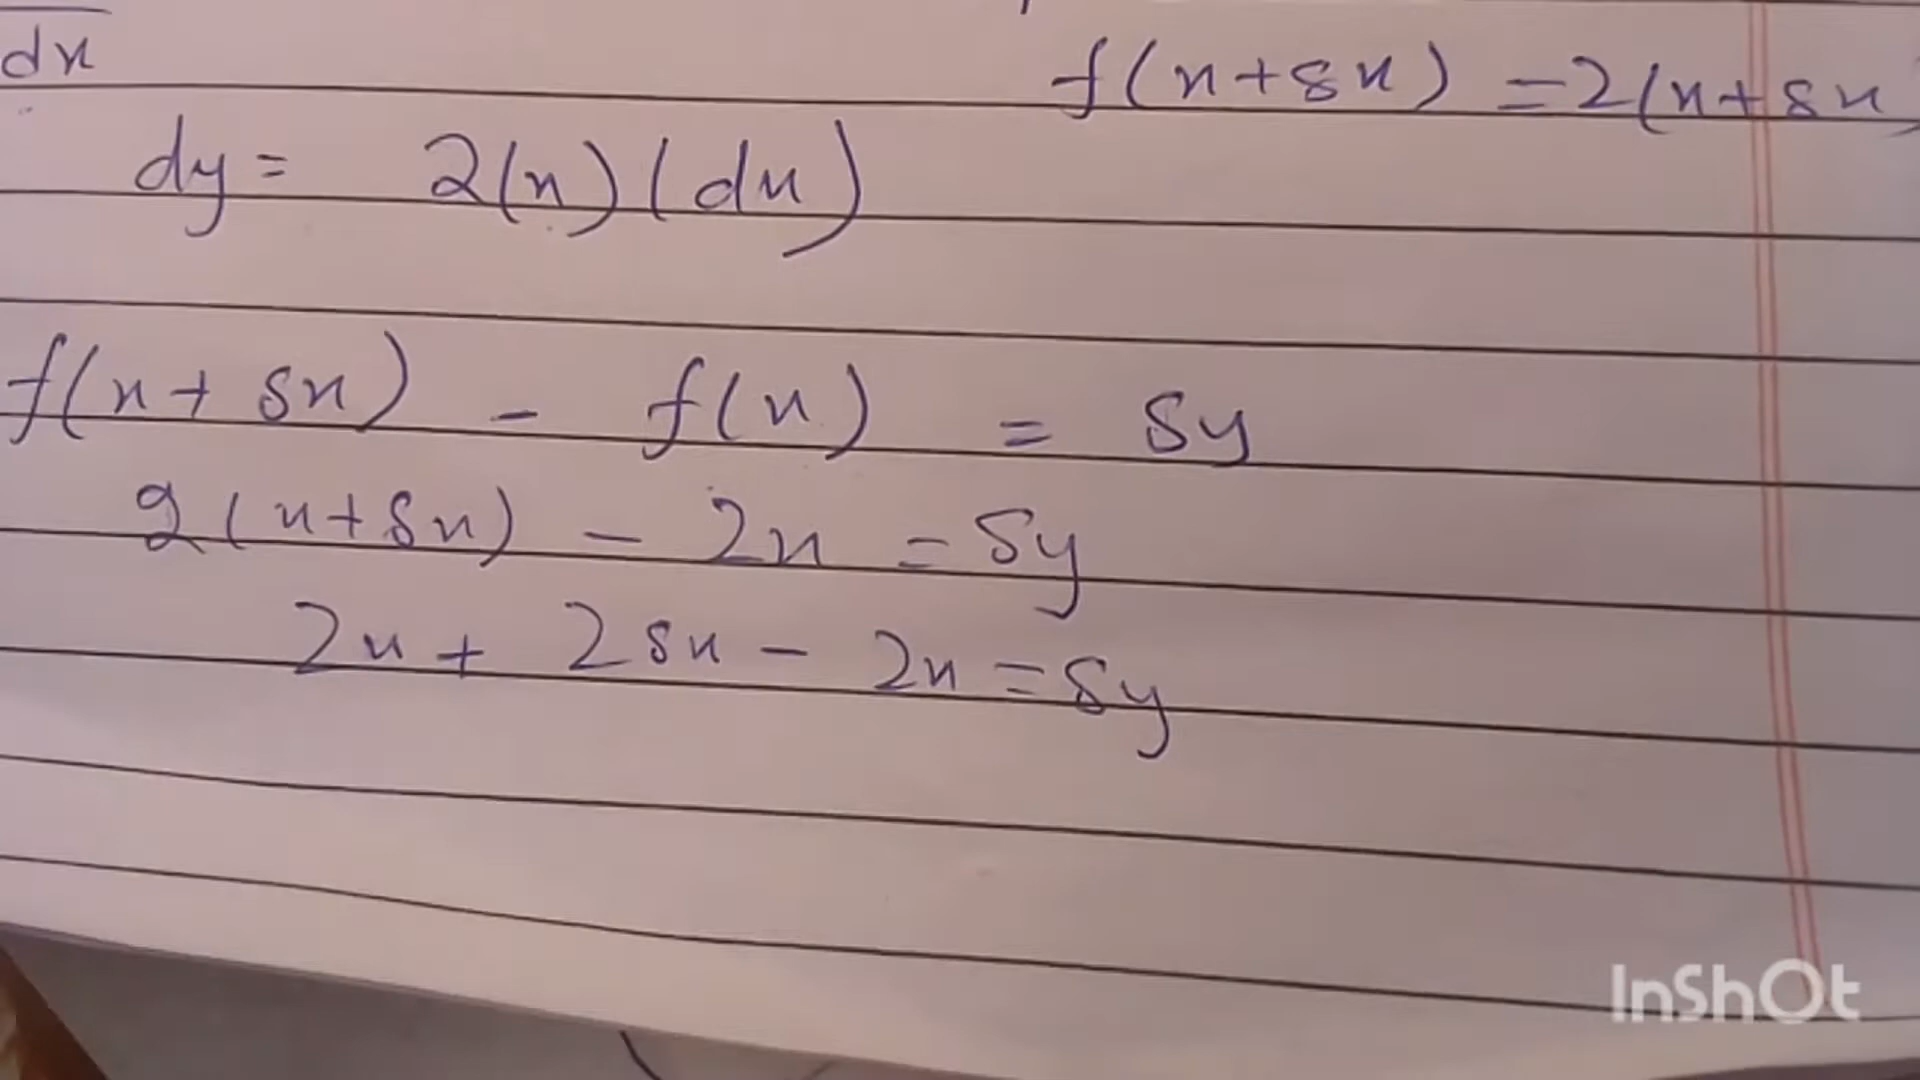 dx
f(x+δx) = 2(x+δx)
dy = 2(x)(dx)
f(x+δx) - f(x) = δy
2(x+δx) - 2x = δy
2x + 2δx - 2x = δy
InShOt